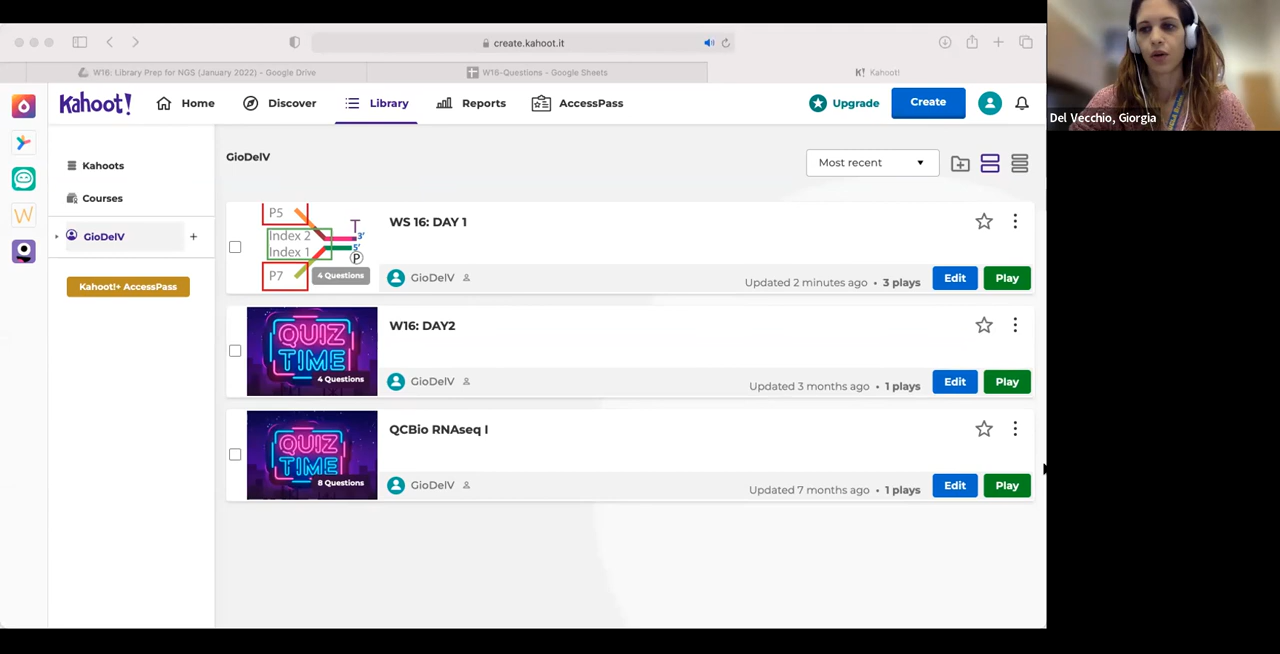 create.kahoot.it
W16: Library Prep for NGS (January 2022) - Google Drive
W16-Questions - Google Sheets
K! Kahoot!
Kahoot!
Home
Discover
Library
Reports
AccessPass
Upgrade
Create
Del Vecchio, Giorgia
Kahoots
Courses
GioDelV
+
Kahoot!+ AccessPass
GioDelV
Most recent
P5
Index 2
Index 1
P7
T
3'
5'
P
4 Questions
WS 16: DAY 1
GioDelV
Updated 2 minutes ago • 3 plays
Edit
Play
QUIZ
TIME
4 Questions
W16: DAY2
GioDelV
Updated 3 months ago • 1 plays
Edit
Play
QUIZ
TIME
8 Questions
QCBio RNAseq I
GioDelV
Updated 7 months ago • 1 plays
Edit
Play